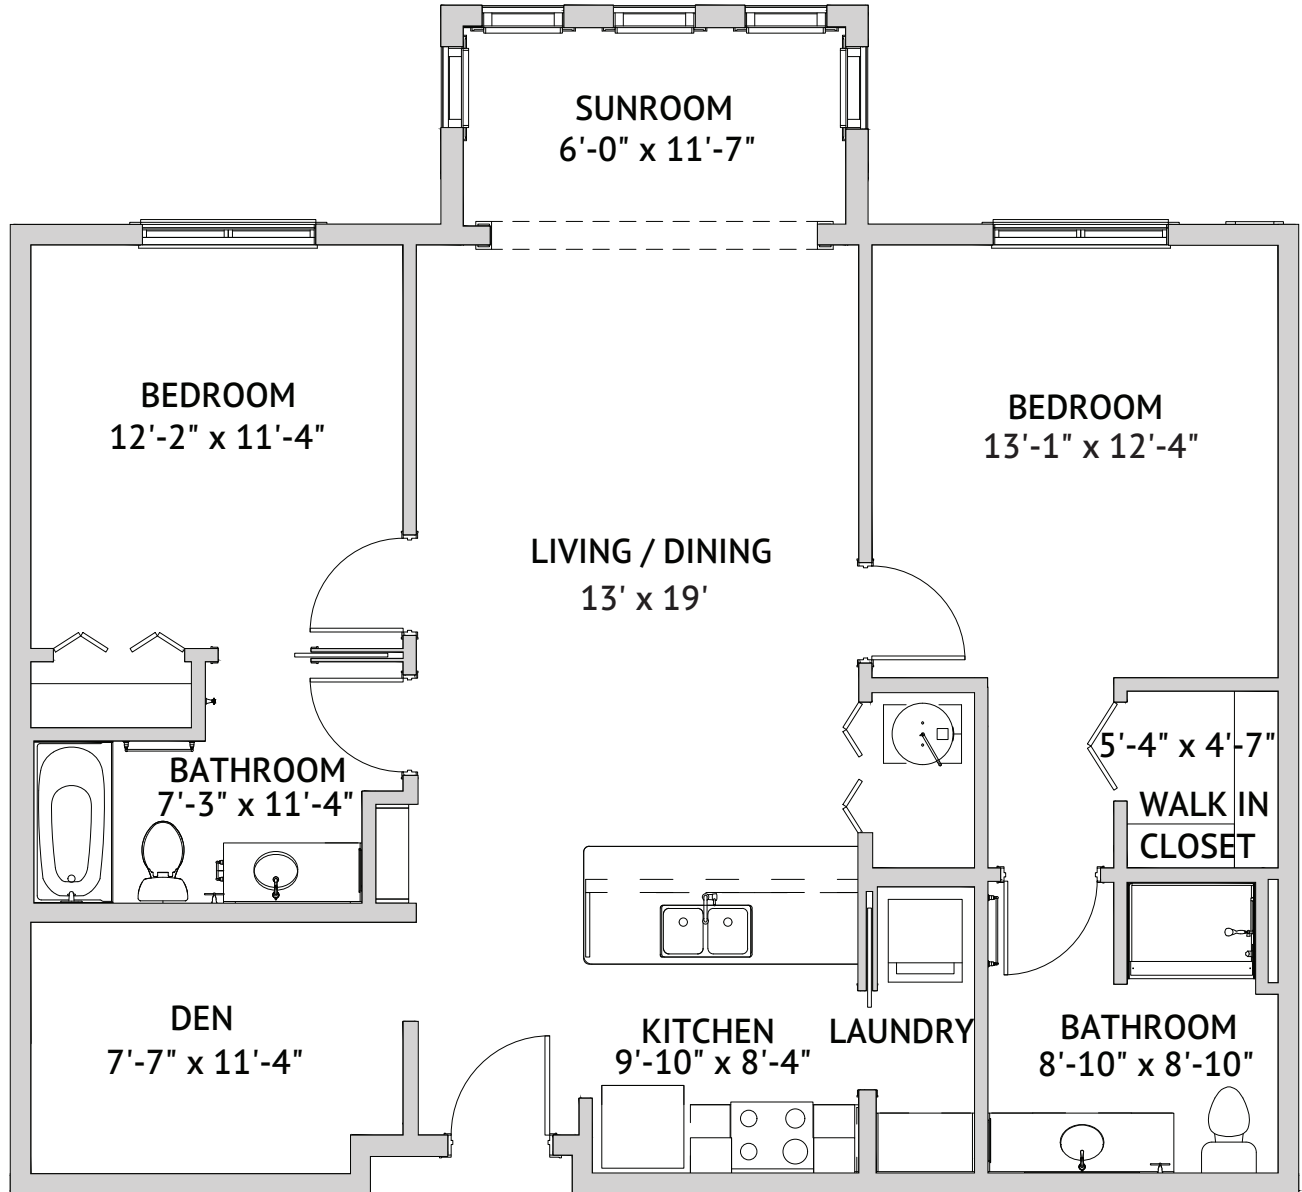 SUNROOM
6'-0" x 11'-7"
BEDROOM
12'-2" x 11'-4"
BEDROOM
13'-1" x 12'-4"
LIVING / DINING
13' x 19'
5'-4" x 4'-7"
WALK IN
CLOSET
BATHROOM
7'-3" x 11'-4"
DEN
7'-7" x 11'-4"
KITCHEN
9'-10" x 8'-4"
LAUNDRY
BATHROOM
8'-10" x 8'-10"